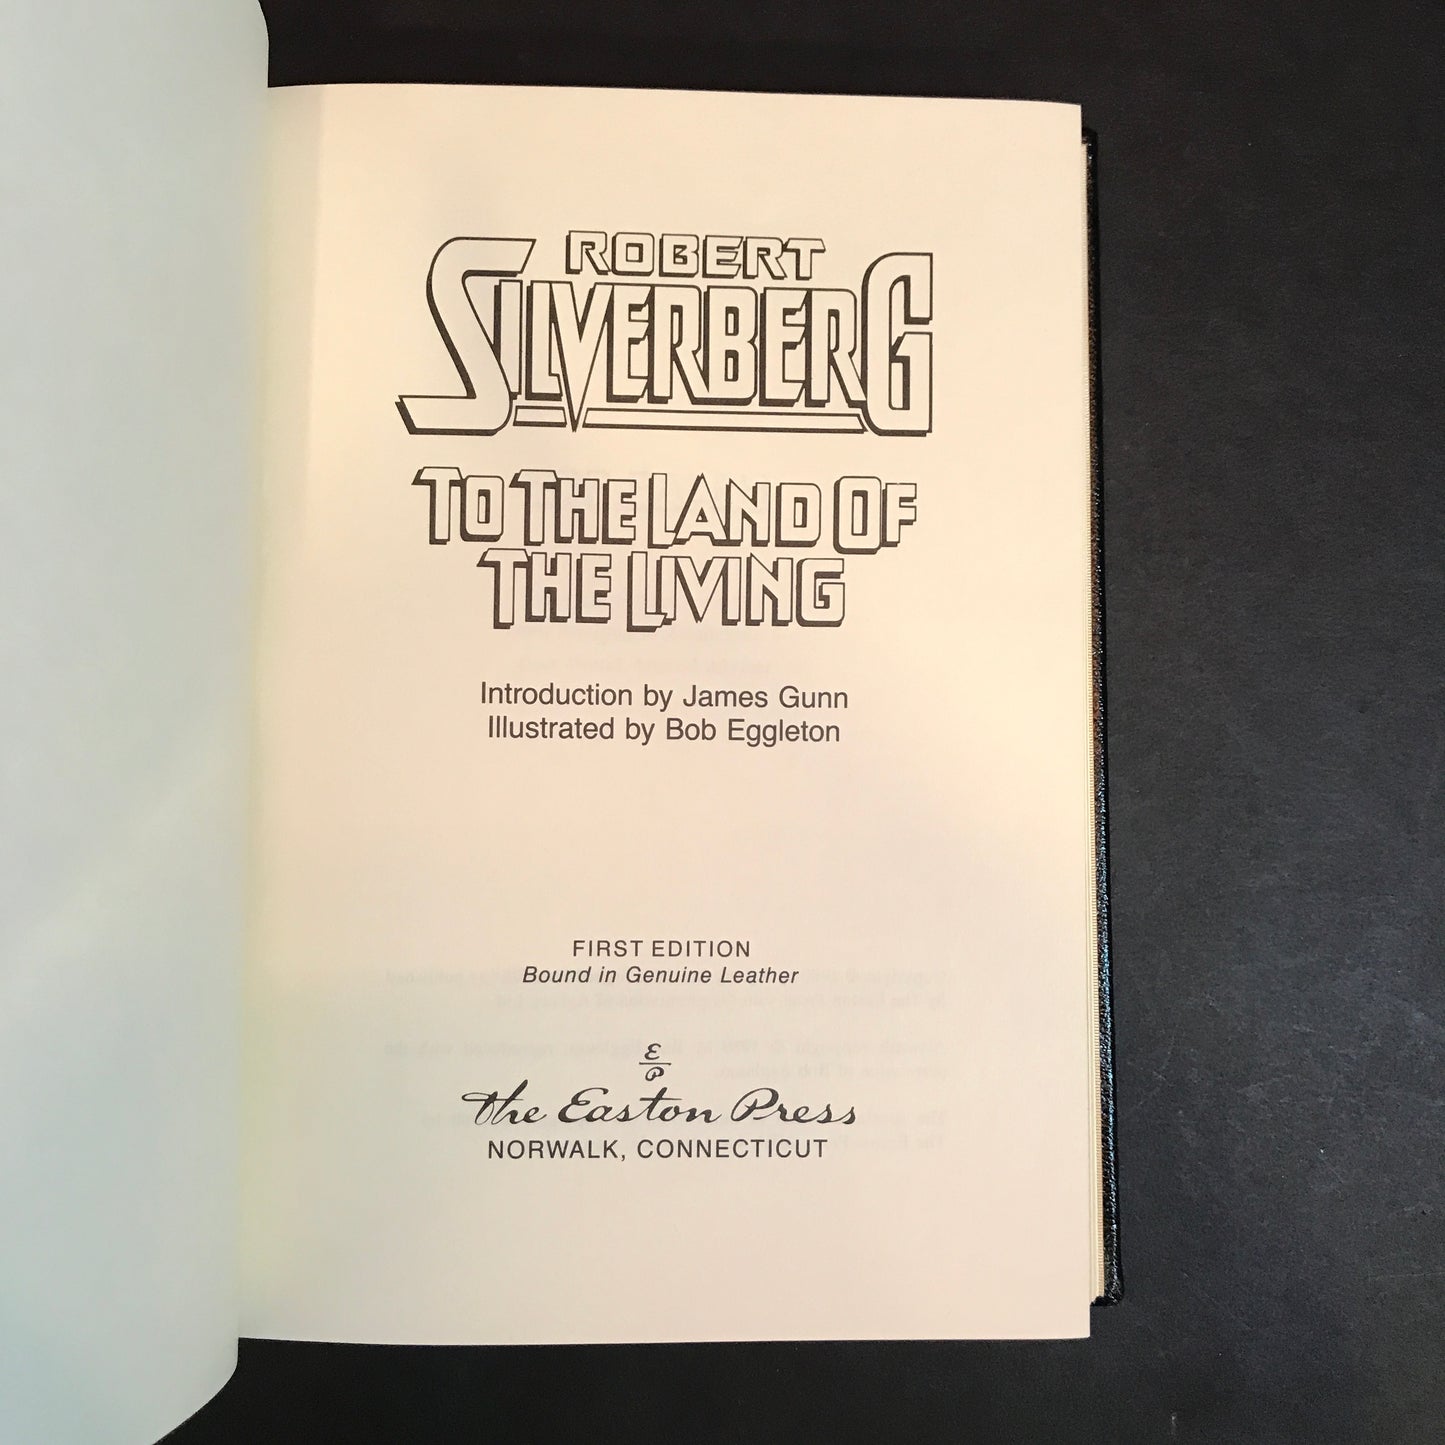 ROBERT
SILVERBERG
TO THE LAND OF
THE LIVING
Introduction by James Gunn
Illustrated by Bob Eggleton
FIRST EDITION
Bound in Genuine Leather
E
P
The Easton Press
NORWALK, CONNECTICUT